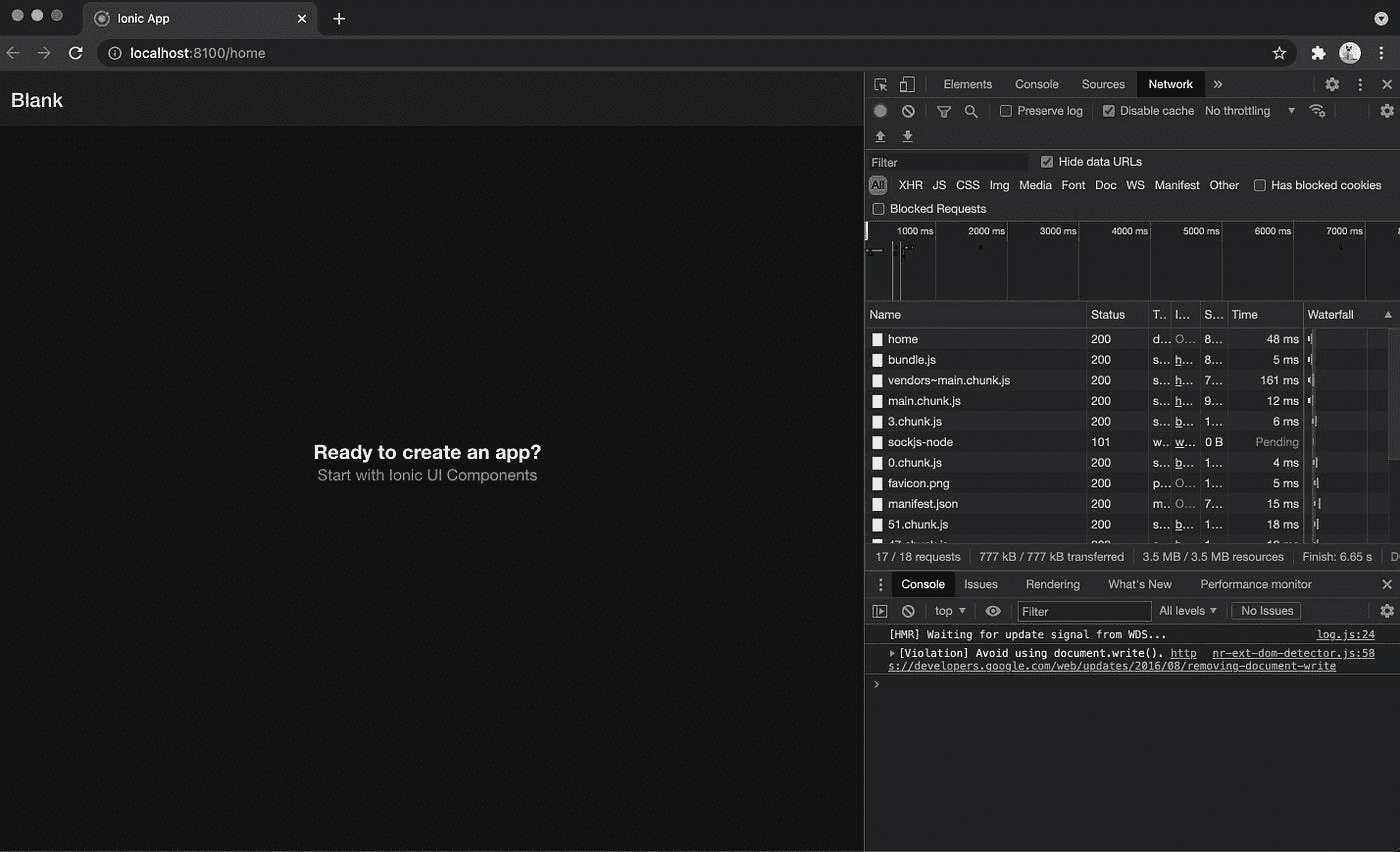 Ionic App
localhost:8100/home
Blank
Ready to create an app?
Start with Ionic UI Components
Elements Console Sources Network
Preserve log Disable cache No throttling
Filter Hide data URLs
All XHR JS CSS Img Media Font Doc WS Manifest Other Has blocked cookies
Blocked Requests
1000 ms 2000 ms 3000 ms 4000 ms 5000 ms 6000 ms 7000 ms
Name Status T... I... S... Time Waterfall
home 200 d... O... 8... 48 ms
bundle.js 200 s... h... 8... 5 ms
vendors~main.chunk.js 200 s... h... 7... 161 ms
main.chunk.js 200 s... h... 9... 12 ms
3.chunk.js 200 s... b... 1... 6 ms
sockjs-node 101 w... w... 0 B Pending
0.chunk.js 200 s... b... 1... 4 ms
favicon.png 200 p... O... 1... 5 ms
manifest.json 200 m... O... 7... 15 ms
51.chunk.js 200 s... b... 1... 18 ms
17 / 18 requests 777 kB / 777 kB transferred 3.5 MB / 3.5 MB resources Finish: 6.65 s
Console Issues Rendering What's New Performance monitor
top Filter All levels No Issues
[HMR] Waiting for update signal from WDS... log.js:24
[Violation] Avoid using document.write(). http nr-ext-dom-detector.js:58
s://developers.google.com/web/updates/2016/08/removing-document-write